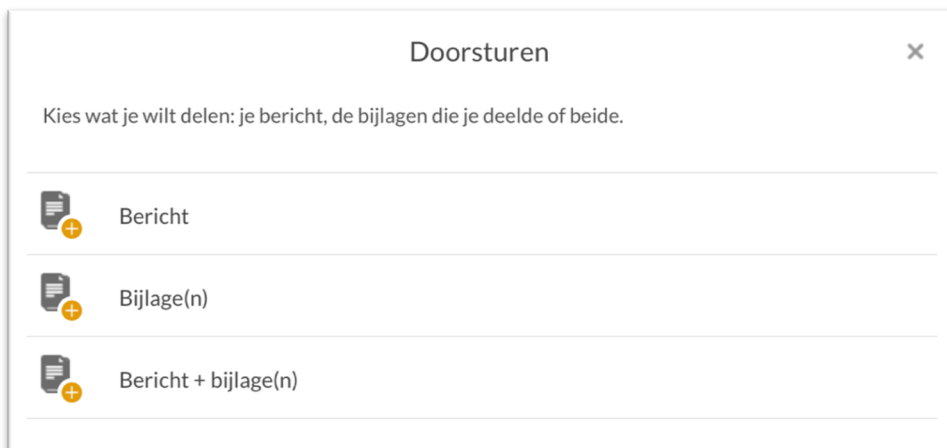 Doorsturen
Kies wat je wilt delen: je bericht, de bijlagen die je deelde of beide.
Bericht
Bijlage(n)
Bericht + bijlage(n)